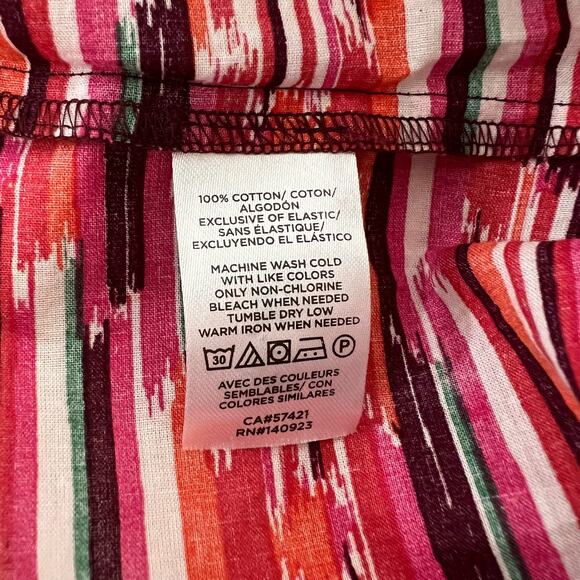 100% COTTON/ COTON/
ALGODÓN
EXCLUSIVE OF ELASTIC/
SANS ÉLASTIQUE/
EXCLUYENDO EL ELÁSTICO
MACHINE WASH COLD
WITH LIKE COLORS
ONLY NON-CHLORINE
BLEACH WHEN NEEDED
TUMBLE DRY LOW
WARM IRON WHEN NEEDED
30 P
AVEC DES COULEURS
SEMBLABLES/ CON
COLORES SIMILARES
CA#57421
RN#140923